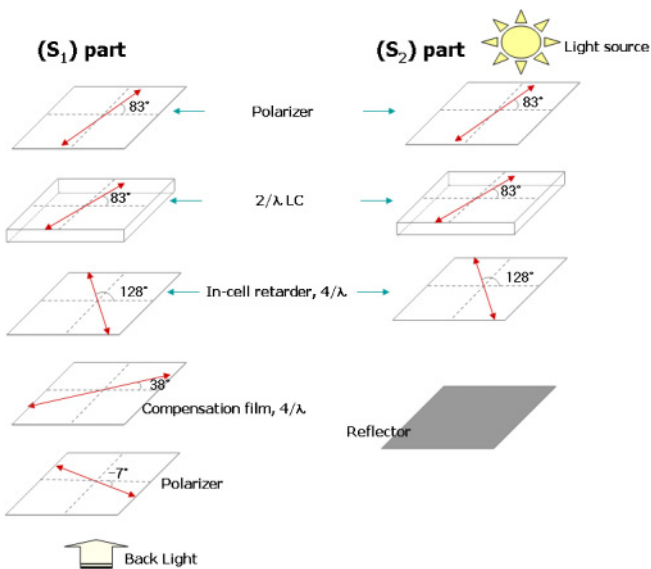 (S₁) part
(S₂) part
Light source
83°
Polarizer
83°
83°
2/λ LC
83°
128°
In-cell retarder, 4/λ
128°
38°
Compensation film, 4/λ
Reflector
-7°
Polarizer
Back Light